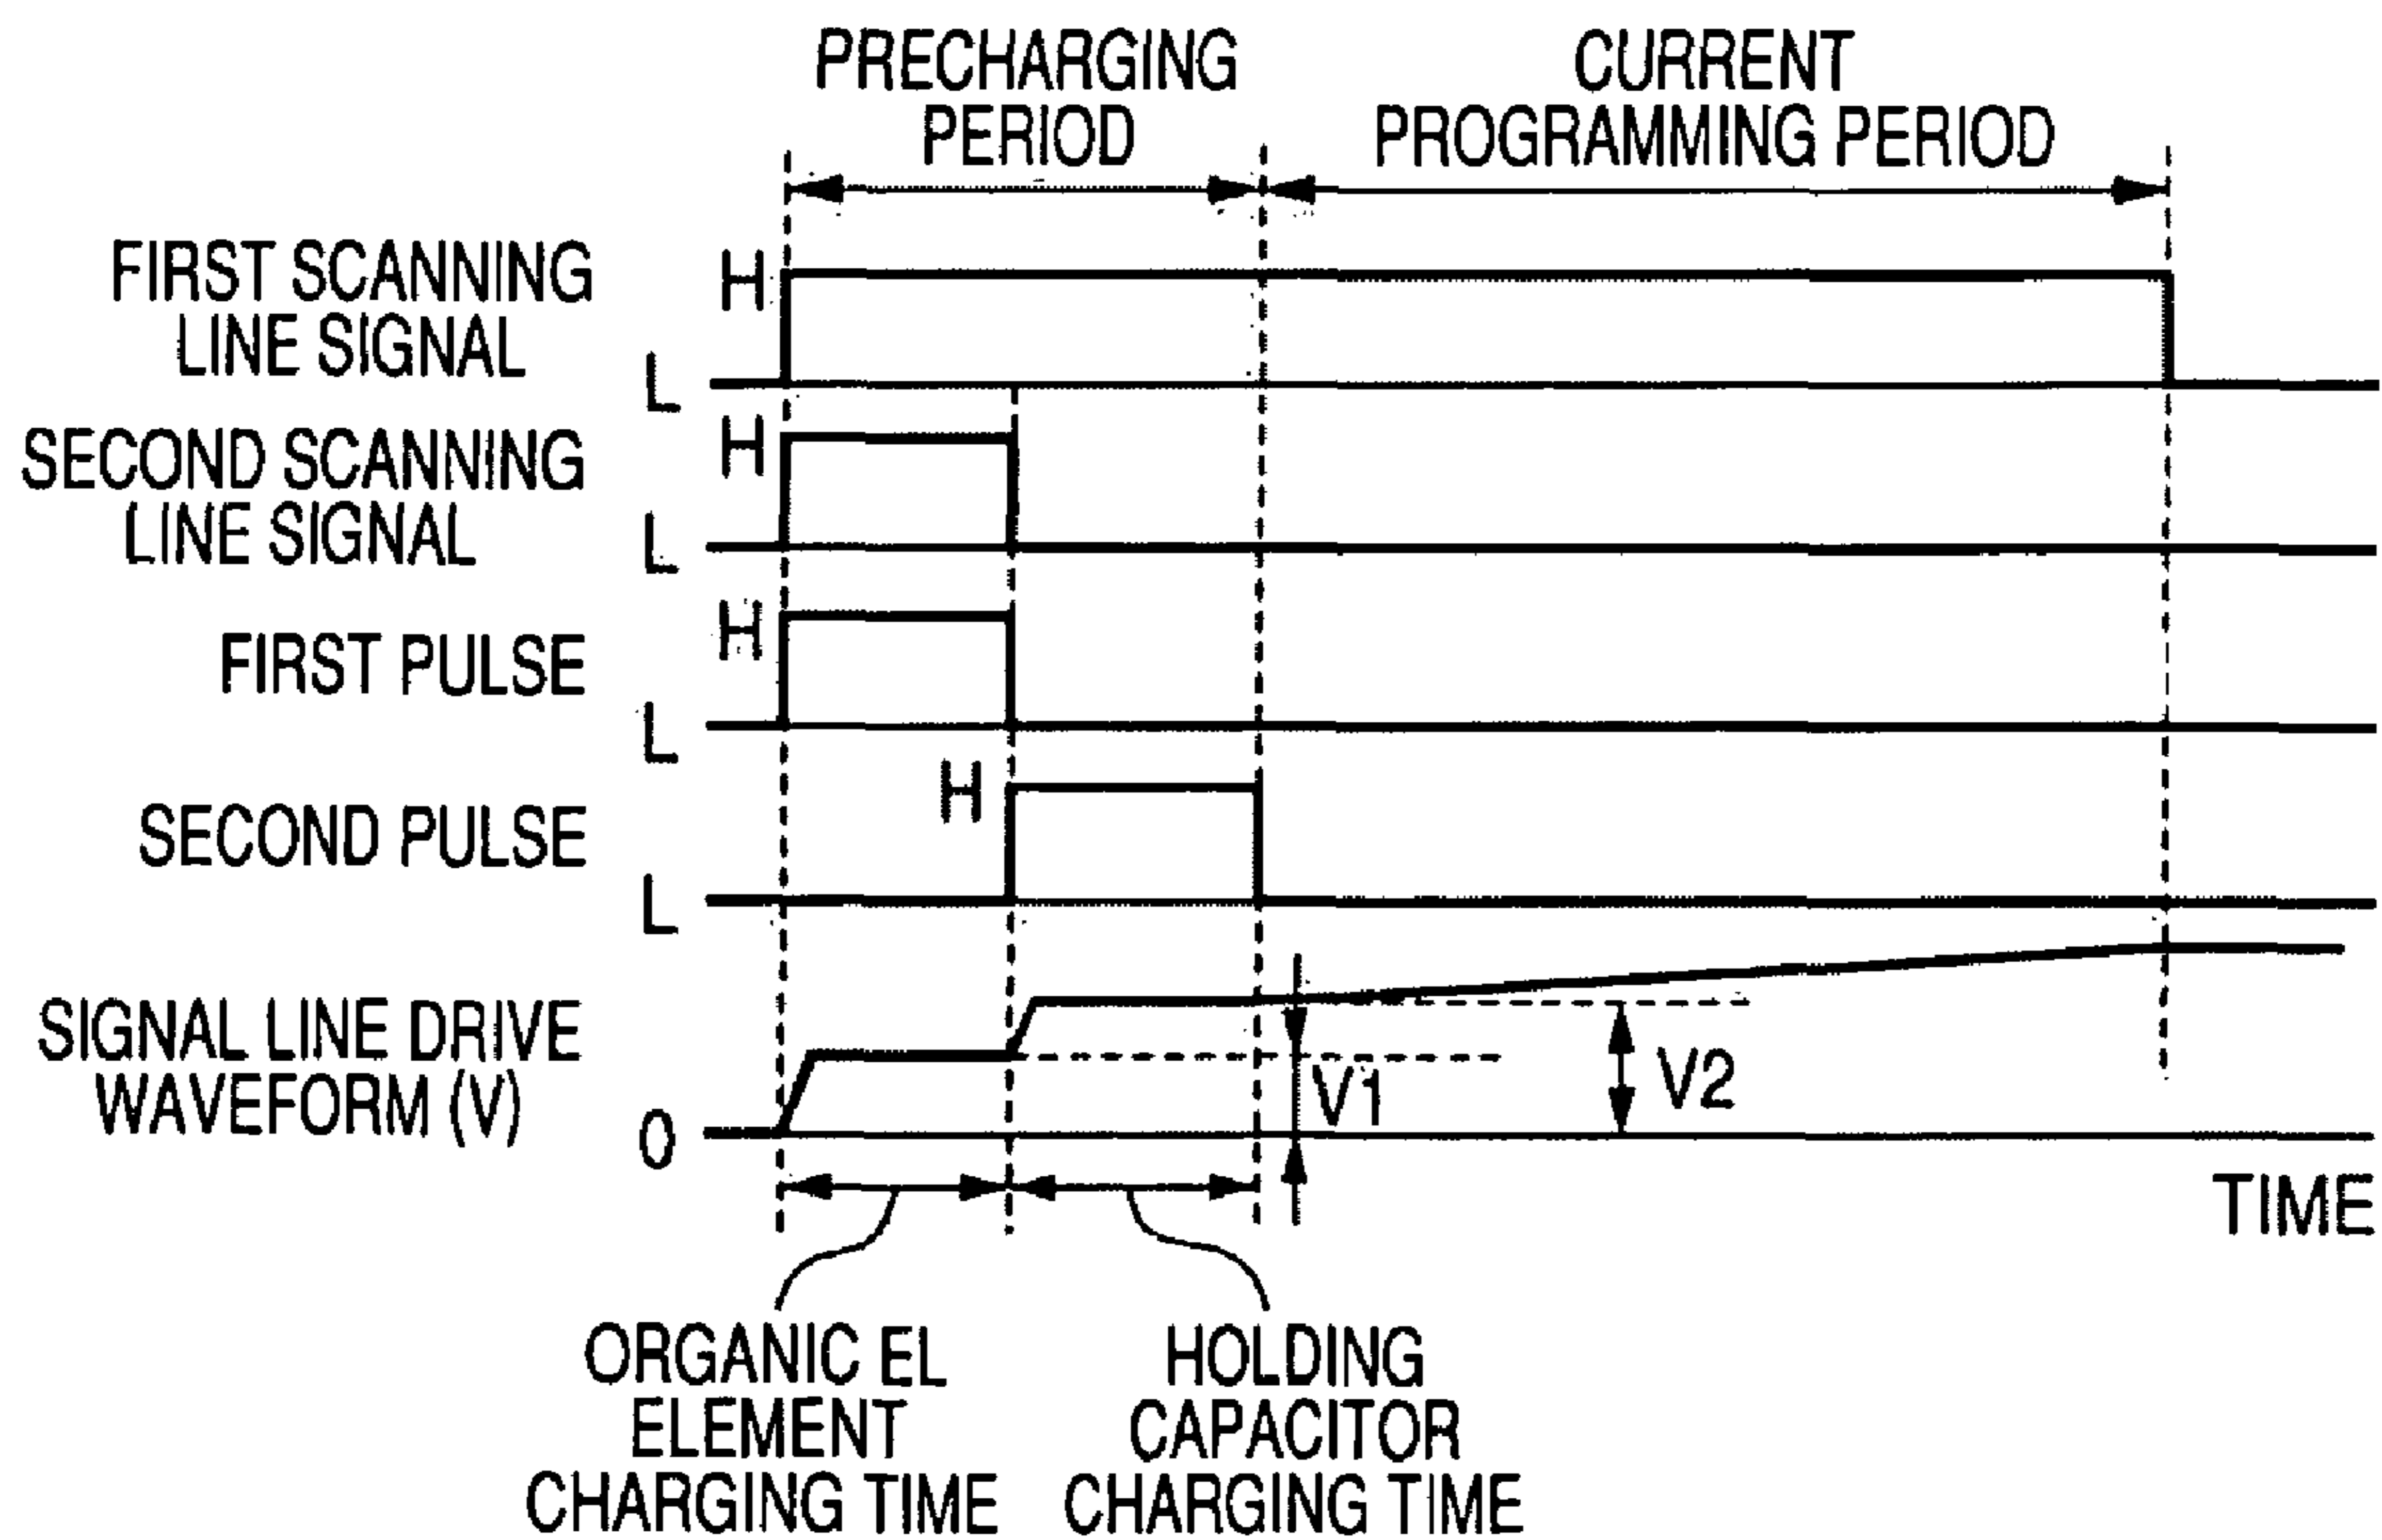 PRECHARGING
PERIOD
CURRENT
PROGRAMMING PERIOD
FIRST SCANNING
LINE SIGNAL
H
L
SECOND SCANNING
LINE SIGNAL
H
L
FIRST PULSE
H
L
SECOND PULSE
H
L
SIGNAL LINE DRIVE
WAVEFORM (V)
0
V1
V2
TIME
ORGANIC EL
ELEMENT
CHARGING TIME
HOLDING
CAPACITOR
CHARGING TIME